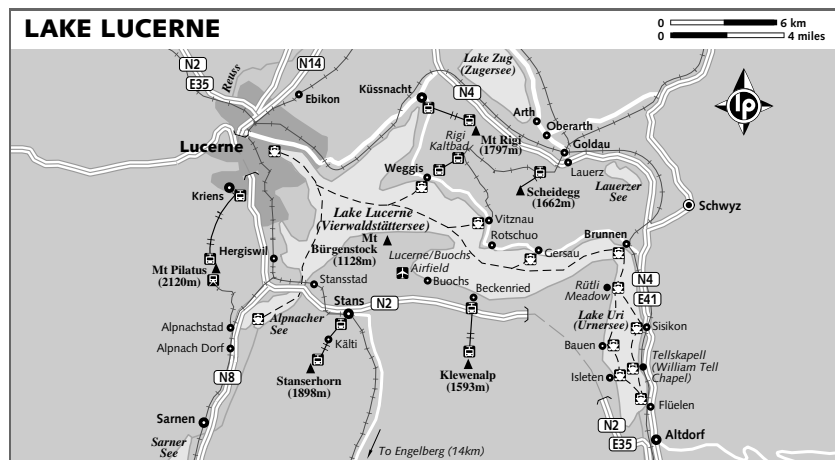 LAKE LUCERNE
0 6 km
0 4 miles
N2
E35
Reuss
N14
Ebikon
Lake Zug
(Zugersee)
Küssnacht
N4
Arth
Oberarth
Goldau
Lauerz
Lauerzer
See
lp
Lucerne
Mt Rigi
(1797m)
Rigi
Kaltbad
Weggis
Scheidegg
(1662m)
Schwyz
Kriens
Lake Lucerne
(Vierwaldstättersee)
Vitznau
Rotschuo
Gersau
Brunnen
Mt
Bürgenstock
(1128m)
Lucerne/Buochs
Airfield
Hergiswil
Mt Pilatus
(2120m)
Stansstad
Buochs
Beckenried
Rütli
Meadow
N4
E41
Stans
N2
Alpnacher
See
Alpnachstad
Alpnach Dorf
Kälti
Lake Uri
(Urnersee)
Sisikon
Bauen
Tellskapell
(William Tell
Chapel)
Isleten
Stanserhorn
(1898m)
Klewenalp
(1593m)
N8
Flüelen
Sarnen
Sarner
See
N2
E35
Altdorf
To Engelberg (14km)